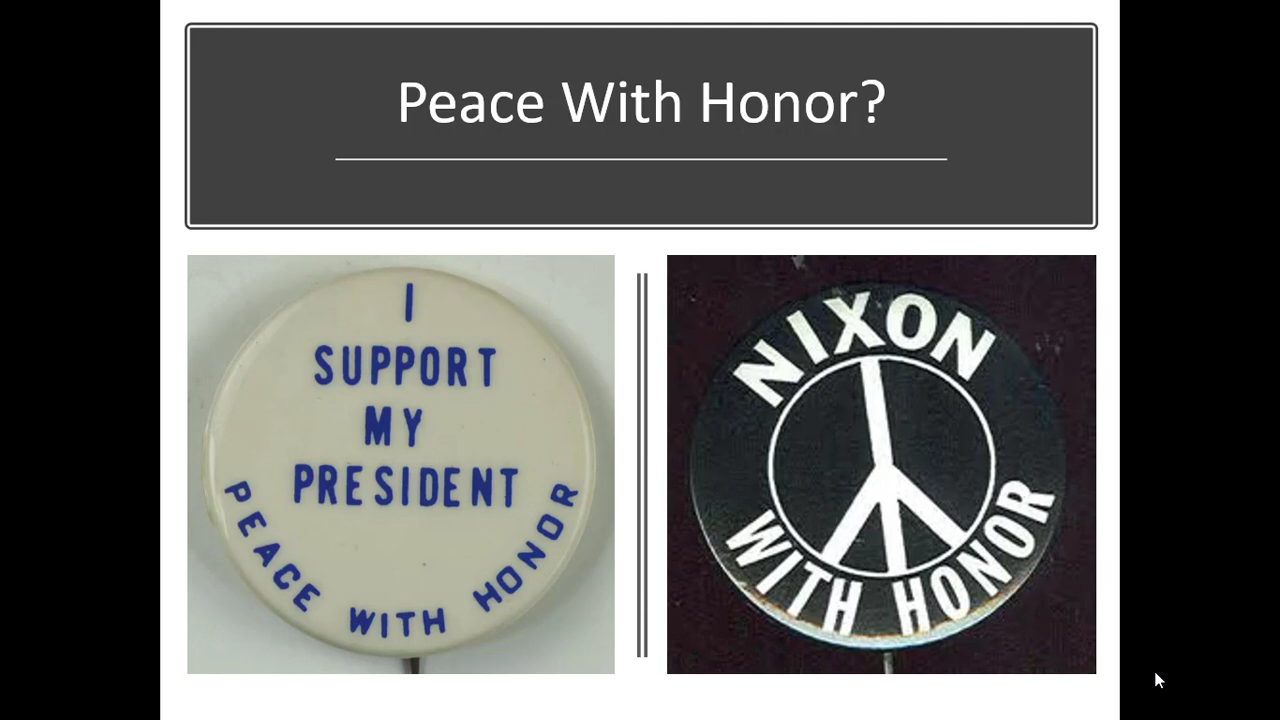 Peace With Honor?
I
SUPPORT
MY
PRESIDENT
PEACE WITH HONOR
NIXON
WITH HONOR